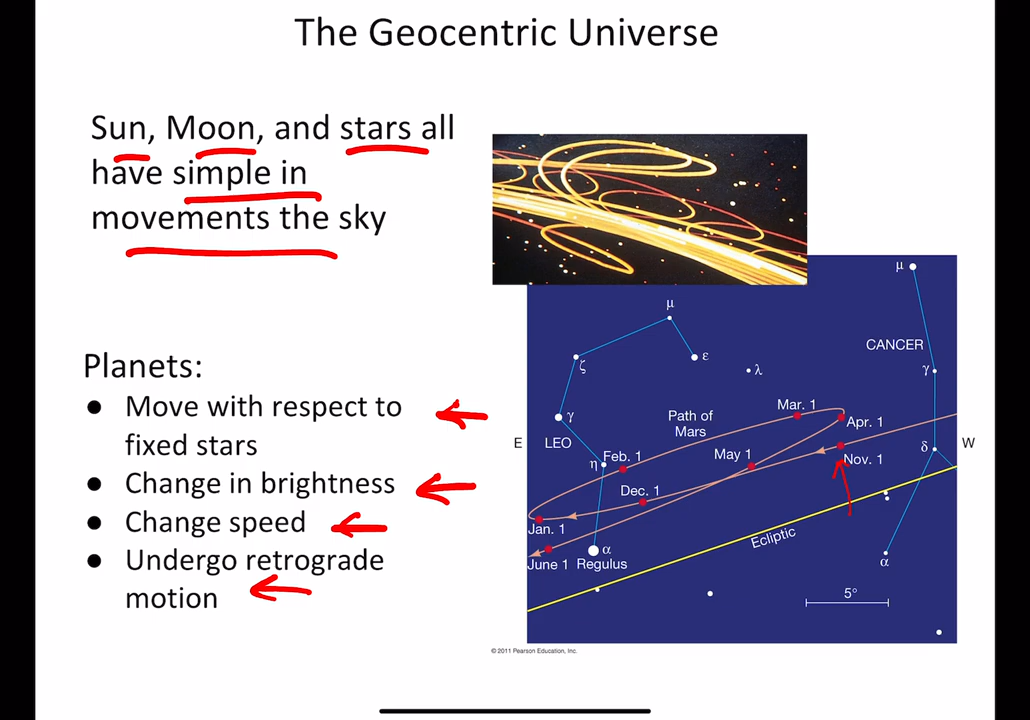 The Geocentric Universe
Sun, Moon, and stars all
have simple in
movements the sky
Planets:
● Move with respect to
fixed stars
● Change in brightness
● Change speed
● Undergo retrograde
motion
μ
μ
CANCER
ε
ζ
λ
γ
Mar. 1
Path of
Mars
Apr. 1
γ
E
LEO
W
δ
Feb. 1
May 1
Nov. 1
η
Dec. 1
Jan. 1
Ecliptic
α
June 1
Regulus
α
5°
© 2011 Pearson Education, Inc.